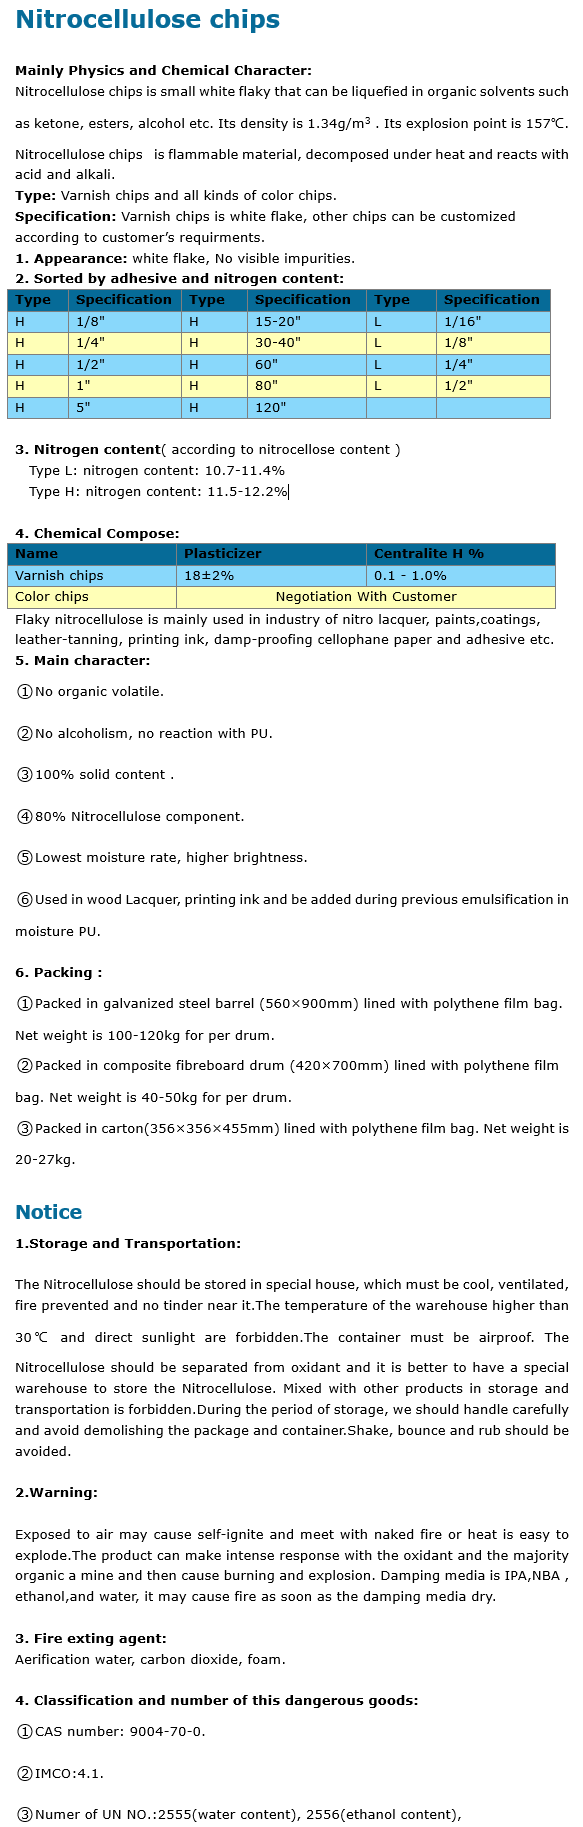 Nitrocellulose chips
Mainly Physics and Chemical Character:
Nitrocellulose chips is small white flaky that can be liquefied in organic solvents such
as ketone, esters, alcohol etc. Its density is 1.34g/m³ . Its explosion point is 157℃.
Nitrocellulose chips is flammable material, decomposed under heat and reacts with
acid and alkali.
Type: Varnish chips and all kinds of color chips.
Specification: Varnish chips is white flake, other chips can be customized
according to customer’s requirments.
1. Appearance: white flake, No visible impurities.
2. Sorted by adhesive and nitrogen content:
Type Specification Type Specification Type Specification
H 1/8" H 15-20" L 1/16"
H 1/4" H 30-40" L 1/8"
H 1/2" H 60" L 1/4"
H 1" H 80" L 1/2"
H 5" H 120"
3. Nitrogen content( according to nitrocellose content )
Type L: nitrogen content: 10.7-11.4%
Type H: nitrogen content: 11.5-12.2%
4. Chemical Compose:
Name Plasticizer Centralite H %
Varnish chips 18±2% 0.1 - 1.0%
Color chips Negotiation With Customer
Flaky nitrocellulose is mainly used in industry of nitro lacquer, paints,coatings,
leather-tanning, printing ink, damp-proofing cellophane paper and adhesive etc.
5. Main character:
①No organic volatile.
②No alcoholism, no reaction with PU.
③100% solid content .
④80% Nitrocellulose component.
⑤Lowest moisture rate, higher brightness.
⑥Used in wood Lacquer, printing ink and be added during previous emulsification in
moisture PU.
6. Packing :
①Packed in galvanized steel barrel (560×900mm) lined with polythene film bag.
Net weight is 100-120kg for per drum.
②Packed in composite fibreboard drum (420×700mm) lined with polythene film
bag. Net weight is 40-50kg for per drum.
③Packed in carton(356×356×455mm) lined with polythene film bag. Net weight is
20-27kg.
Notice
1.Storage and Transportation:
The Nitrocellulose should be stored in special house, which must be cool, ventilated,
fire prevented and no tinder near it.The temperature of the warehouse higher than
30℃ and direct sunlight are forbidden.The container must be airproof. The
Nitrocellulose should be separated from oxidant and it is better to have a special
warehouse to store the Nitrocellulose. Mixed with other products in storage and
transportation is forbidden.During the period of storage, we should handle carefully
and avoid demolishing the package and container.Shake, bounce and rub should be
avoided.
2.Warning:
Exposed to air may cause self-ignite and meet with naked fire or heat is easy to
explode.The product can make intense response with the oxidant and the majority
organic a mine and then cause burning and explosion. Damping media is IPA,NBA ,
ethanol,and water, it may cause fire as soon as the damping media dry.
3. Fire exting agent:
Aerification water, carbon dioxide, foam.
4. Classification and number of this dangerous goods:
①CAS number: 9004-70-0.
②IMCO:4.1.
③Numer of UN NO.:2555(water content), 2556(ethanol content),